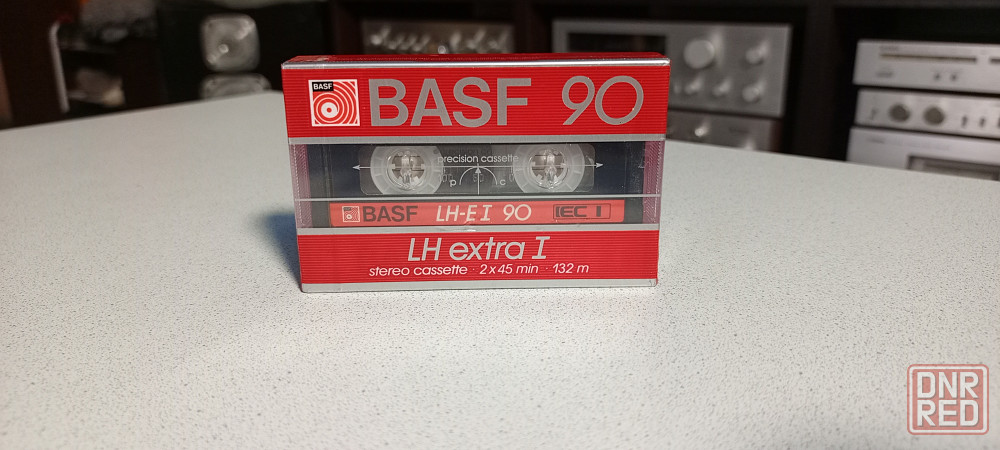 BASF
BASF 90
precision cassette
p c
BASF LH-E I 90 IEC I
LH extra I
stereo cassette · 2 x 45 min · 132 m
DNR
RED